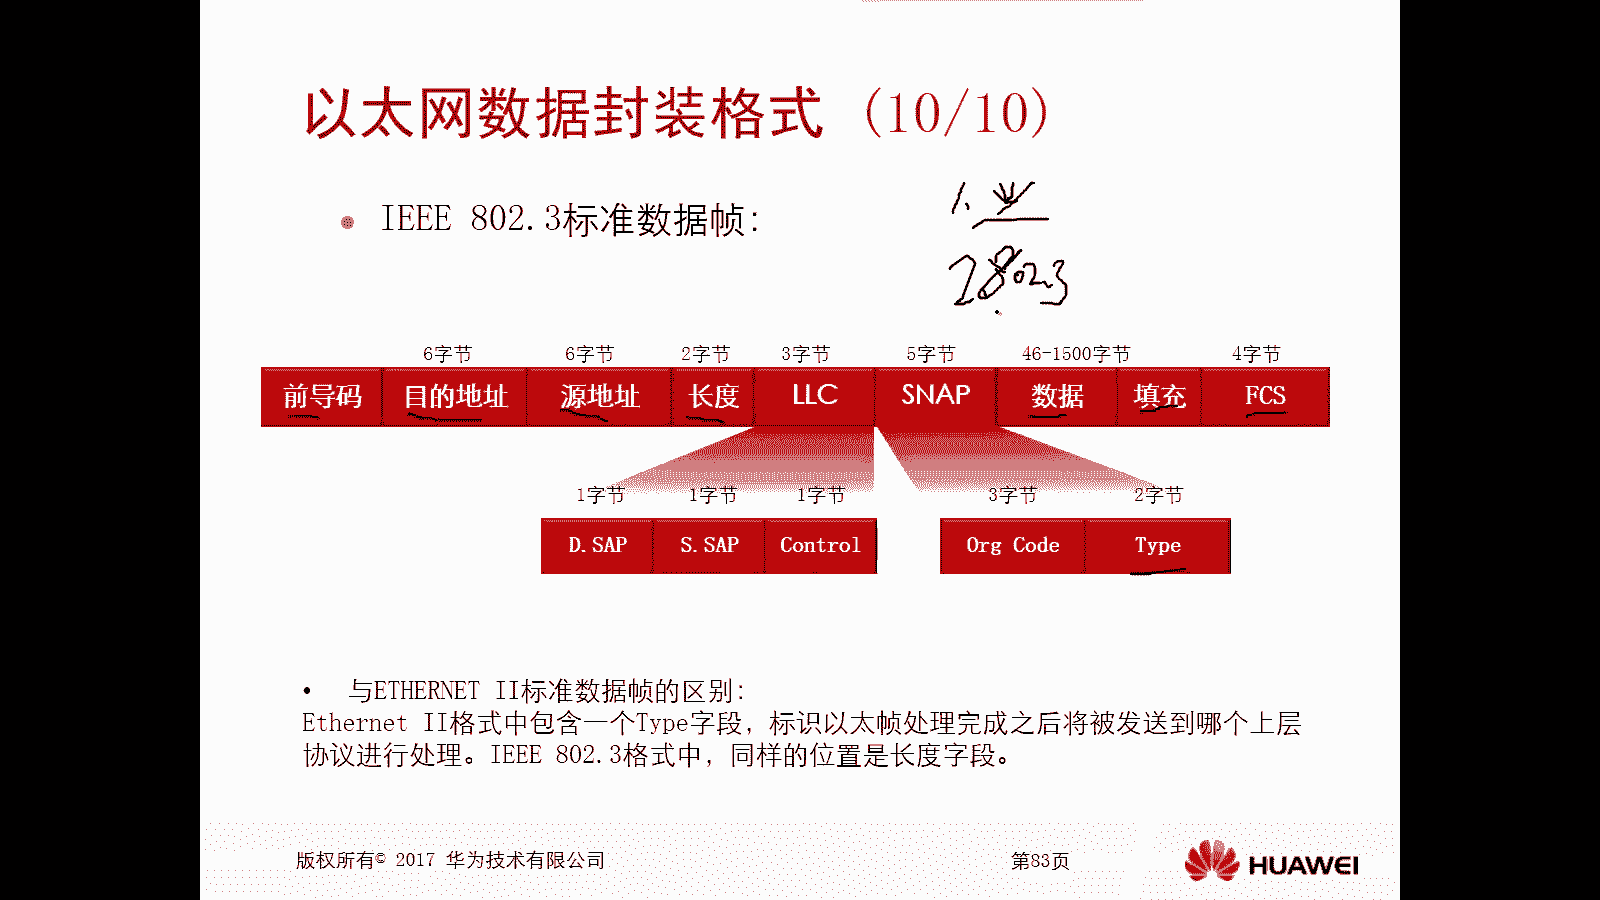 以太网数据封装格式 (10/10)
IEEE 802.3标准数据帧：
2 802.3
6字节 6字节 2字节 3字节 5字节 46-1500字节 4字节
前导码 目的地址 源地址 长度 LLC SNAP 数据 填充 FCS
1字节 1字节 1字节 3字节 2字节
D.SAP S.SAP Control Org Code Type
• 与ETHERNET II标准数据帧的区别：
Ethernet II格式中包含一个Type字段，标识以太帧处理完成之后将被发送到哪个上层
协议进行处理。IEEE 802.3格式中，同样的位置是长度字段。
版权所有© 2017 华为技术有限公司
第83页
HUAWEI